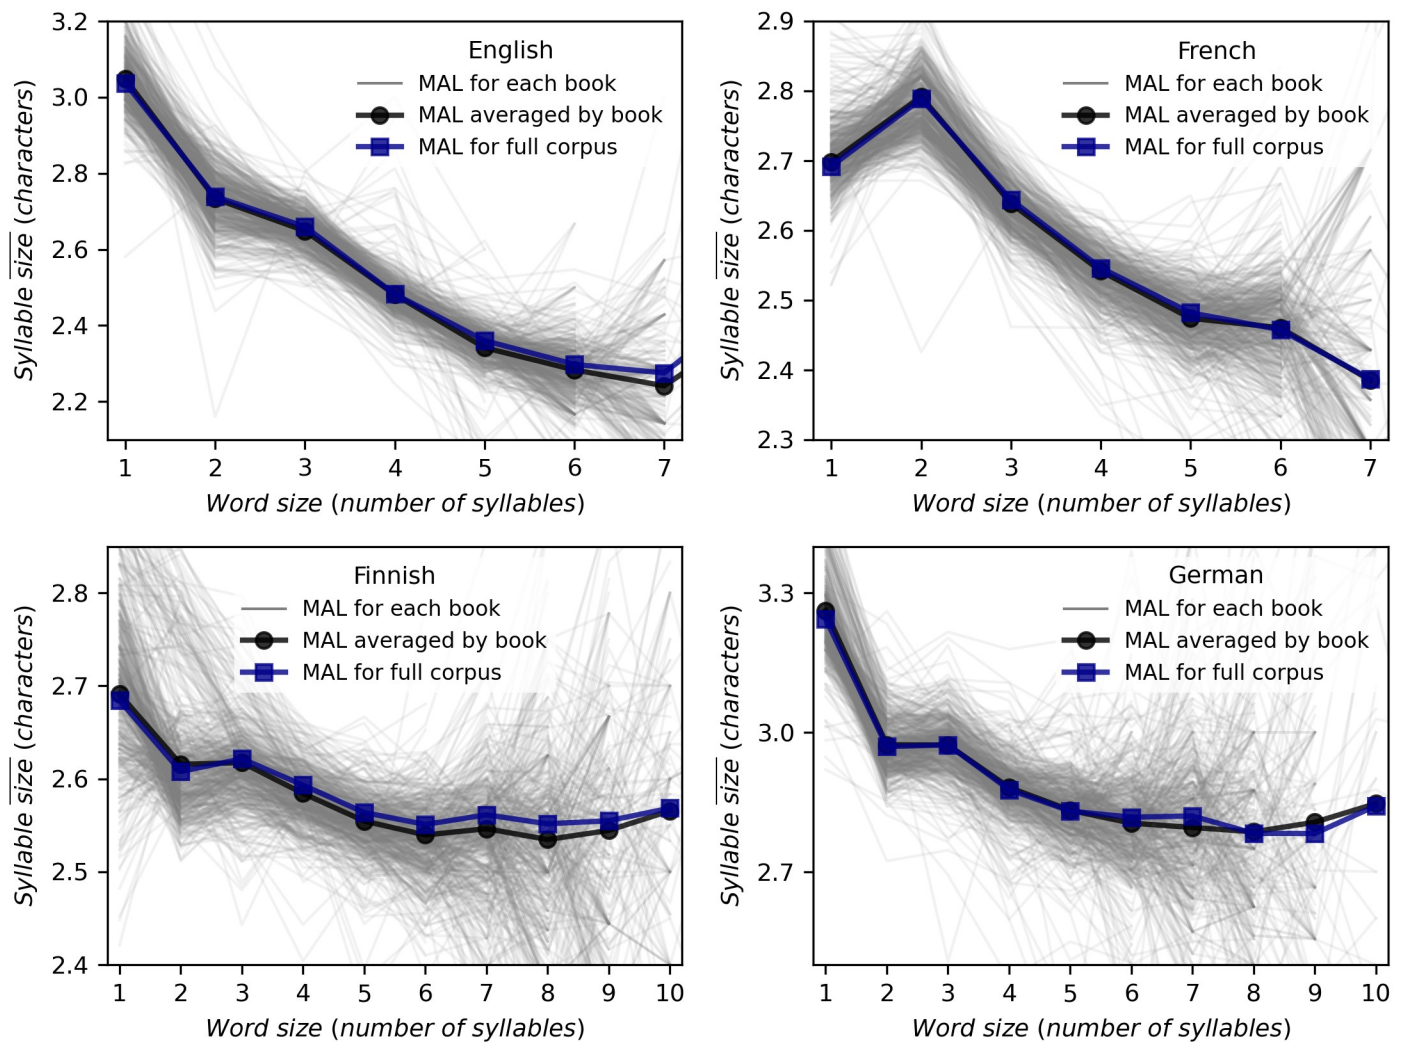 English
MAL for each book
MAL averaged by book
MAL for full corpus
3.2
3.0
2.8
2.6
2.4
2.2
Syllable size (characters)
1 2 3 4 5 6 7
Word size (number of syllables)
French
MAL for each book
MAL averaged by book
MAL for full corpus
2.9
2.8
2.7
2.6
2.5
2.4
2.3
Syllable size (characters)
1 2 3 4 5 6 7
Word size (number of syllables)
Finnish
MAL for each book
MAL averaged by book
MAL for full corpus
2.8
2.7
2.6
2.5
2.4
Syllable size (characters)
1 2 3 4 5 6 7 8 9 10
Word size (number of syllables)
German
MAL for each book
MAL averaged by book
MAL for full corpus
3.3
3.0
2.7
Syllable size (characters)
1 2 3 4 5 6 7 8 9 10
Word size (number of syllables)